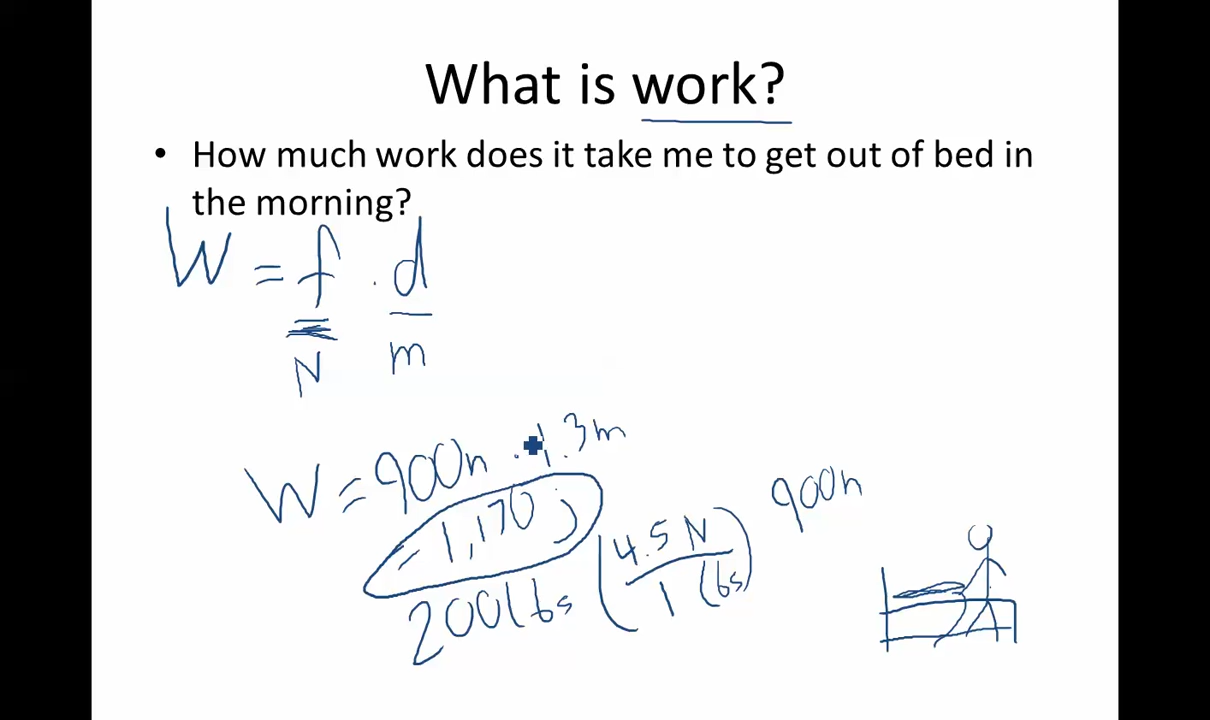 What is work?
• How much work does it take me to get out of bed in
the morning?
W = f · d
N m
W = 900n · 1.3m
= 1,170 j
200lbs (4.5 N / 1 lbs) 900n